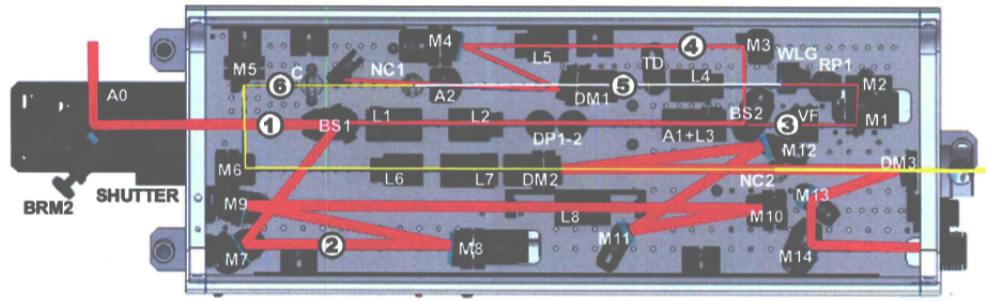 M4 L5 4 M3
M5 6 C NC1 TD WLG RP1
A0 A2 DM1 5 L4 M2
1 BS1 L1 L2 DP1-2 A1+L3 BS2 3 VF M1
M6 L6 L7 DM2 NC2 M12 DM3
BRM2 SHUTTER M9 L8 M10 M13
M7 2 M8 M11 M14